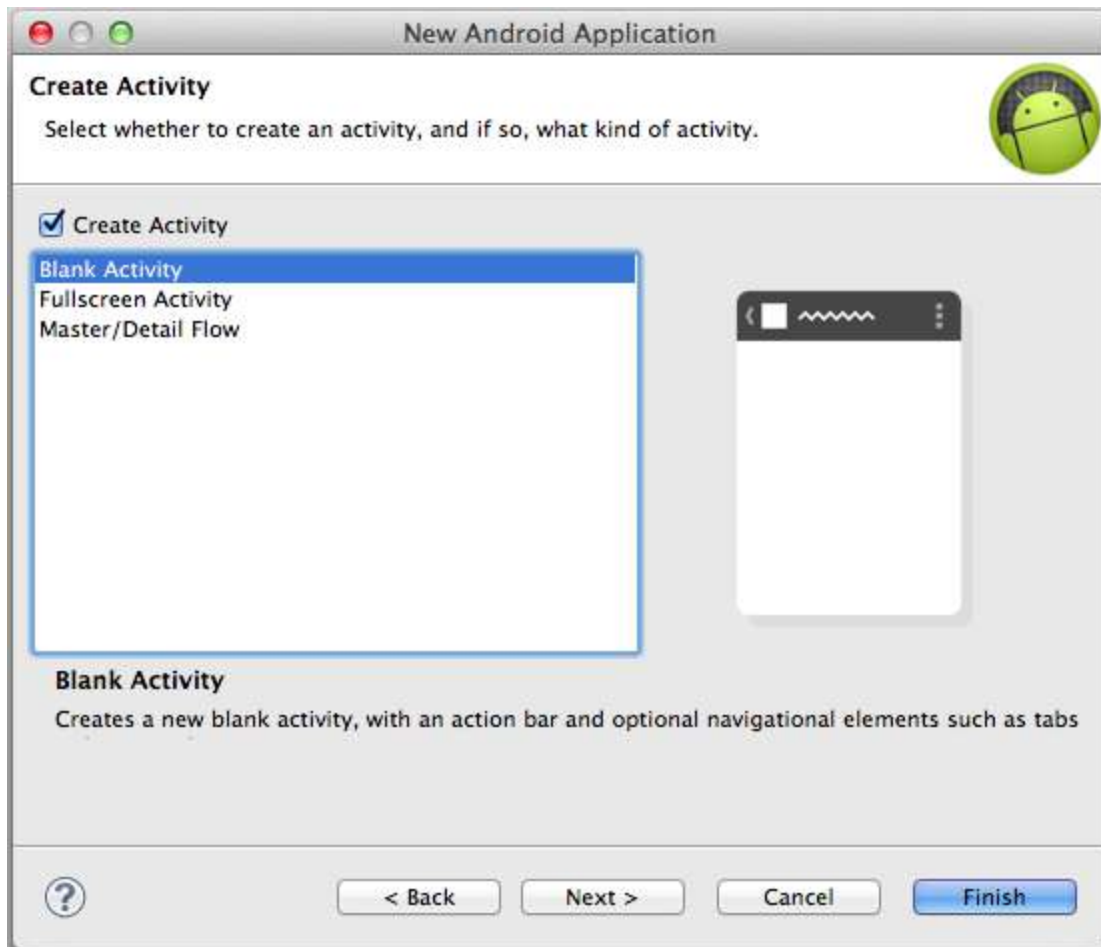 New Android Application
Create Activity
Select whether to create an activity, and if so, what kind of activity.
Create Activity
Blank Activity
Fullscreen Activity
Master/Detail Flow
Blank Activity
Creates a new blank activity, with an action bar and optional navigational elements such as tabs
?
< Back
Next >
Cancel
Finish